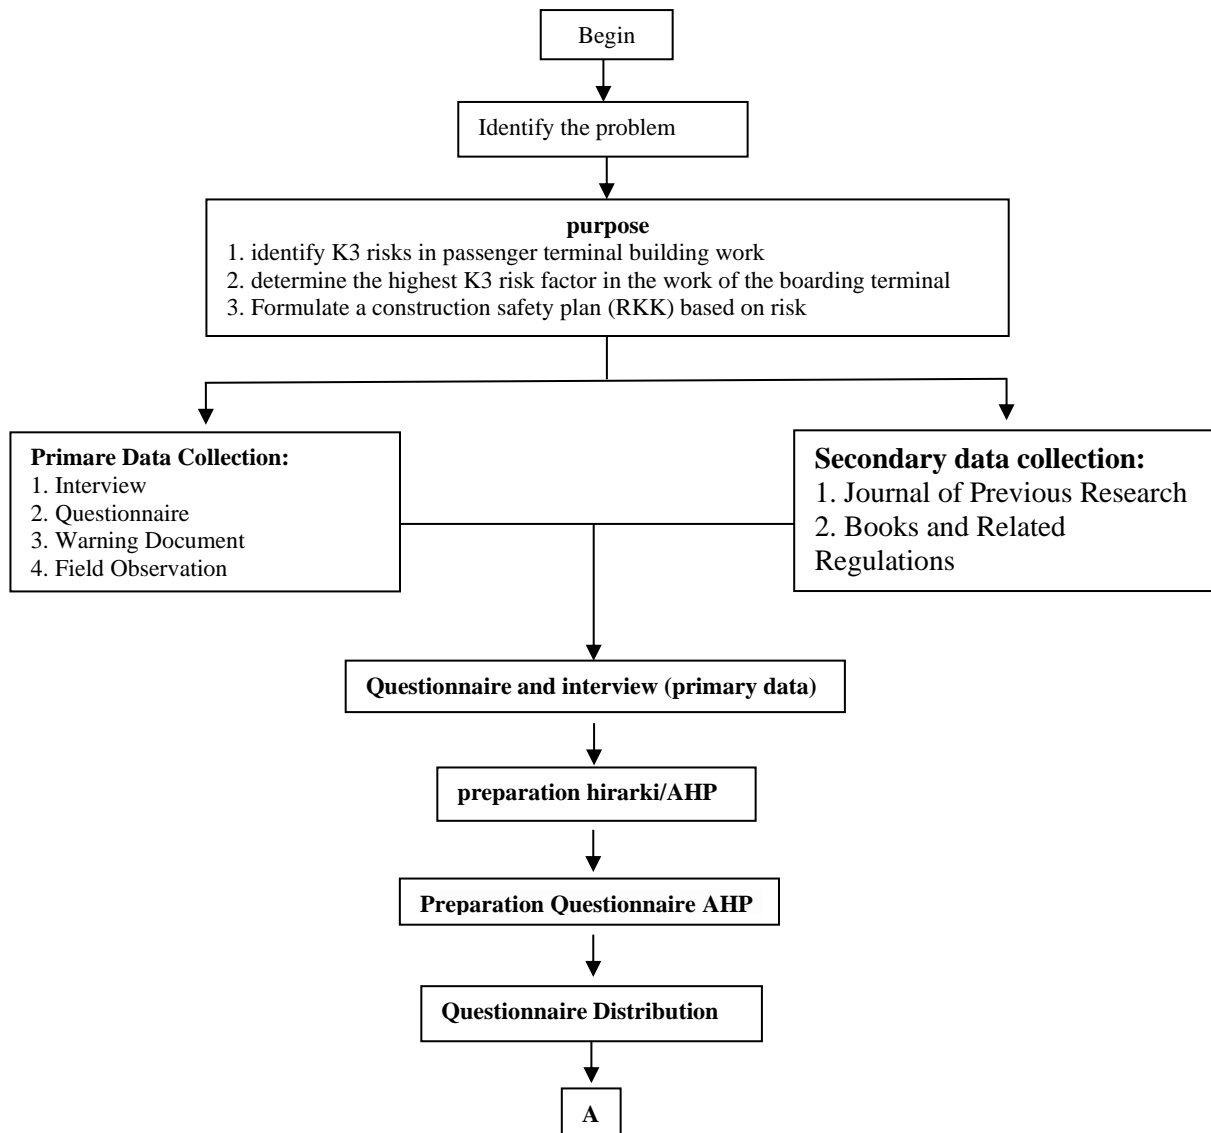 Begin
Identify the problem
purpose
1. identify K3 risks in passenger terminal building work
2. determine the highest K3 risk factor in the work of the boarding terminal
3. Formulate a construction safety plan (RKK) based on risk
Primare Data Collection:
1. Interview
2. Questionnaire
3. Warning Document
4. Field Observation
Secondary data collection:
1. Journal of Previous Research
2. Books and Related
Regulations
Questionnaire and interview (primary data)
preparation hirarki/AHP
Preparation Questionnaire AHP
Questionnaire Distribution
A